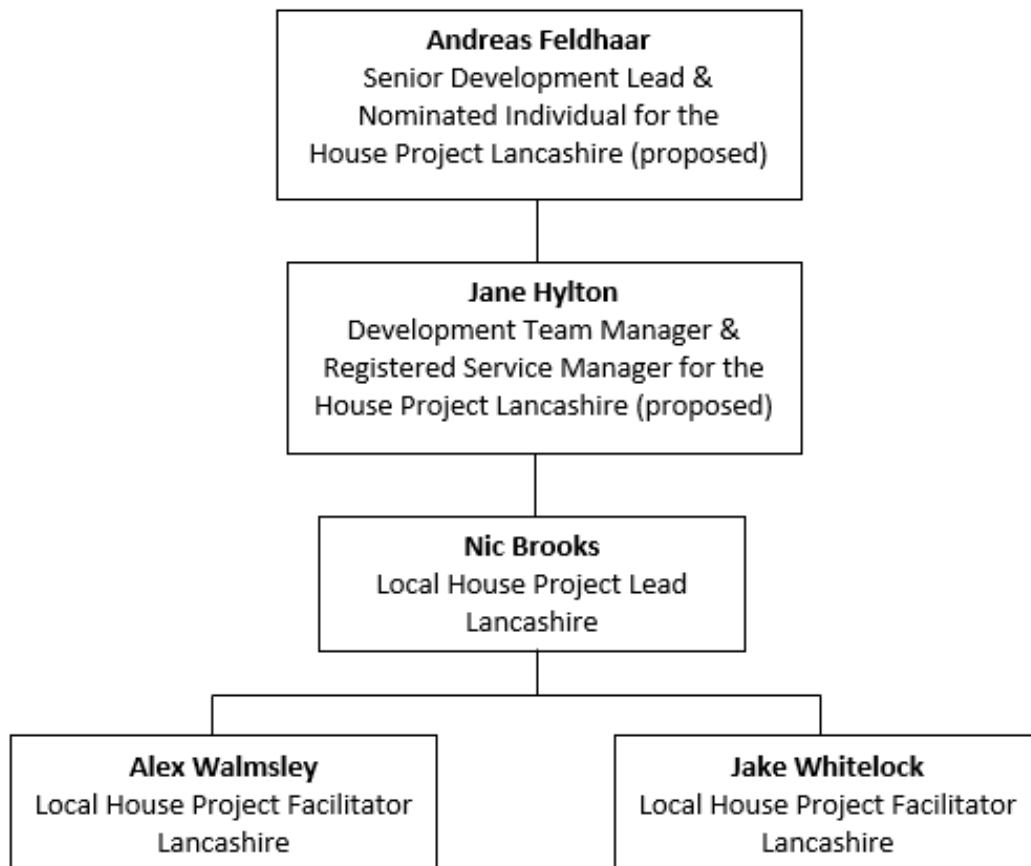 Andreas Feldhaar
Senior Development Lead &
Nominated Individual for the
House Project Lancashire (proposed)
Jane Hylton
Development Team Manager &
Registered Service Manager for the
House Project Lancashire (proposed)
Nic Brooks
Local House Project Lead
Lancashire
Alex Walmsley
Local House Project Facilitator
Lancashire
Jake Whitelock
Local House Project Facilitator
Lancashire